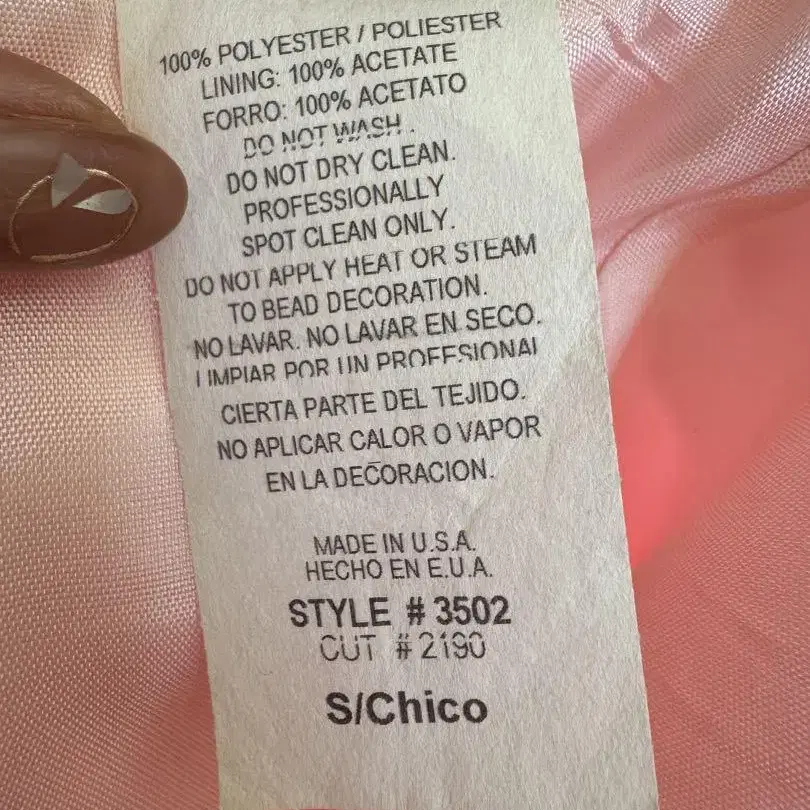 100% POLYESTER / POLIESTER
LINING: 100% ACETATE
FORRO: 100% ACETATO
DO NOT WASH.
DO NOT DRY CLEAN.
PROFESSIONALLY
SPOT CLEAN ONLY.
DO NOT APPLY HEAT OR STEAM
TO BEAD DECORATION.
NO LAVAR. NO LAVAR EN SECO.
LIMPIAR POR UN PROFESIONAL
CIERTA PARTE DEL TEJIDO.
NO APLICAR CALOR O VAPOR
EN LA DECORACION.
MADE IN U.S.A.
HECHO EN E.U.A.
STYLE # 3502
CUT # 2190
S/Chico